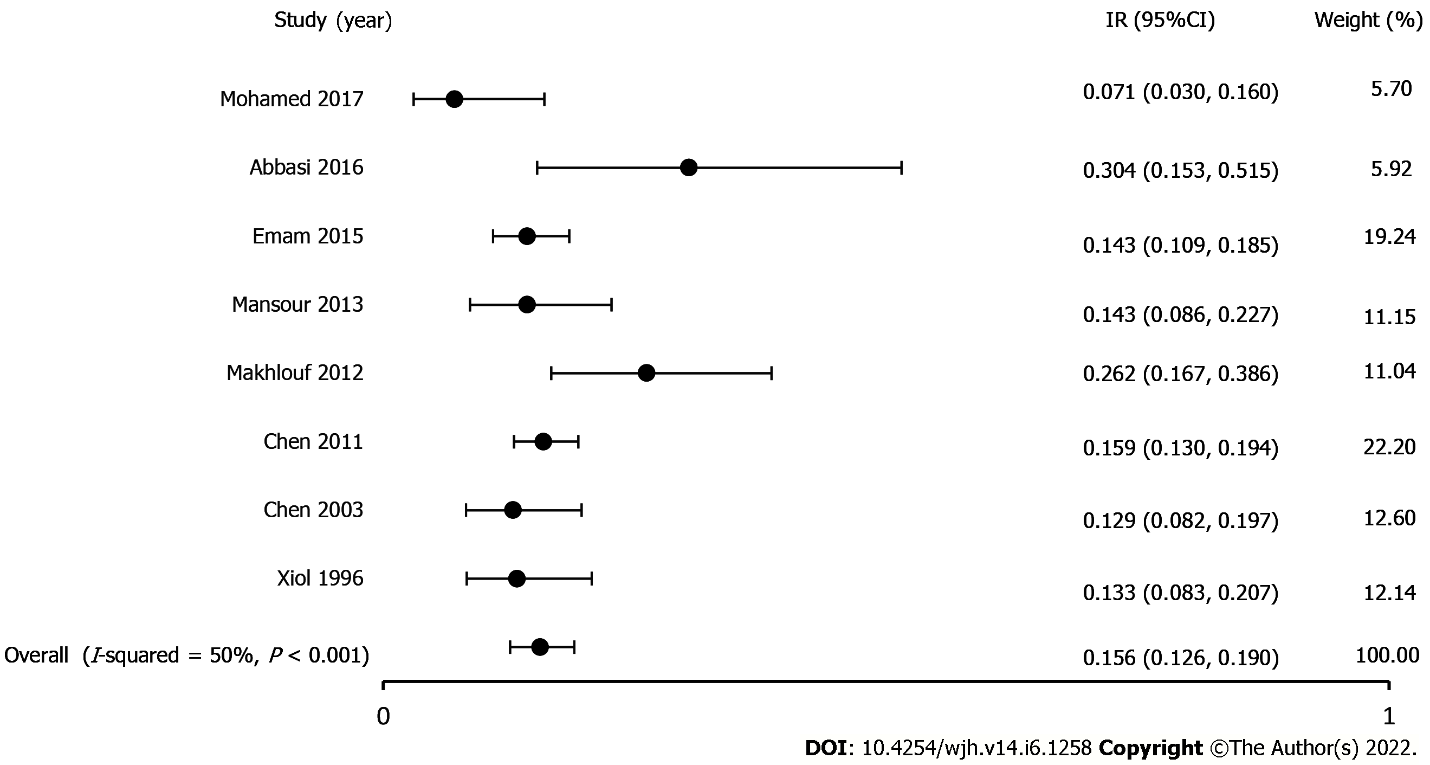 Study (year) IR (95%CI) Weight (%)
Mohamed 2017 0.071 (0.030, 0.160) 5.70
Abbasi 2016 0.304 (0.153, 0.515) 5.92
Emam 2015 0.143 (0.109, 0.185) 19.24
Mansour 2013 0.143 (0.086, 0.227) 11.15
Makhlouf 2012 0.262 (0.167, 0.386) 11.04
Chen 2011 0.159 (0.130, 0.194) 22.20
Chen 2003 0.129 (0.082, 0.197) 12.60
Xiol 1996 0.133 (0.083, 0.207) 12.14
Overall (I-squared = 50%, P < 0.001) 0.156 (0.126, 0.190) 100.00
0 1
DOI: 10.4254/wjh.v14.i6.1258 Copyright ©The Author(s) 2022.